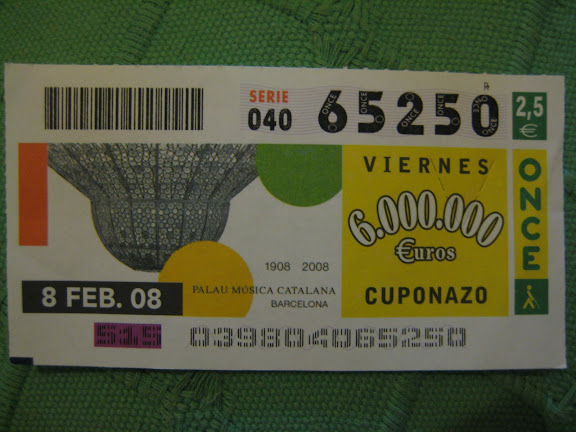 SERIE
040
65250
2,5
€
VIERNES
6.000.000
€uros
CUPONAZO
ONCE
1908 2008
PALAU MÚSICA CATALANA
BARCELONA
8 FEB. 08
515
039804065250